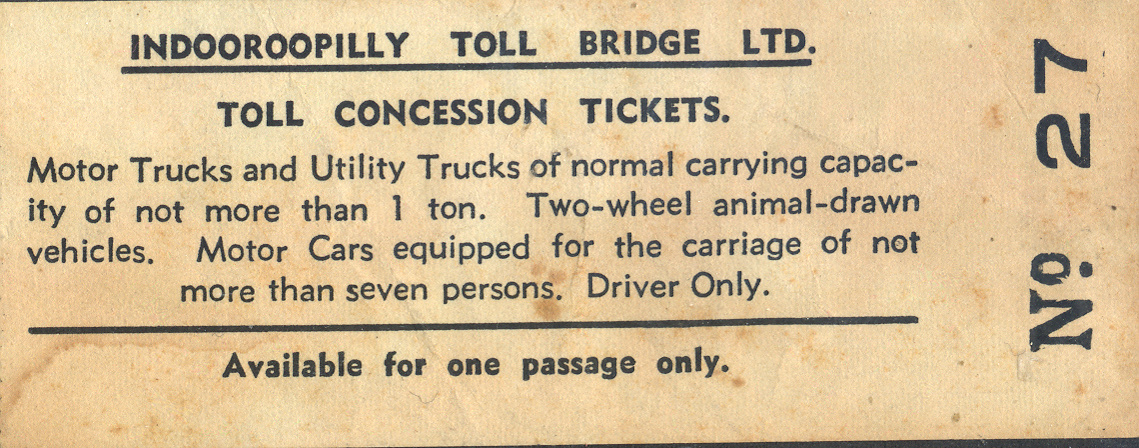 INDOOROOPILLY TOLL BRIDGE LTD.
TOLL CONCESSION TICKETS.
Motor Trucks and Utility Trucks of normal carrying capac-
ity of not more than 1 ton. Two-wheel animal-drawn
vehicles. Motor Cars equipped for the carriage of not
more than seven persons. Driver Only.
Available for one passage only.
No. 27